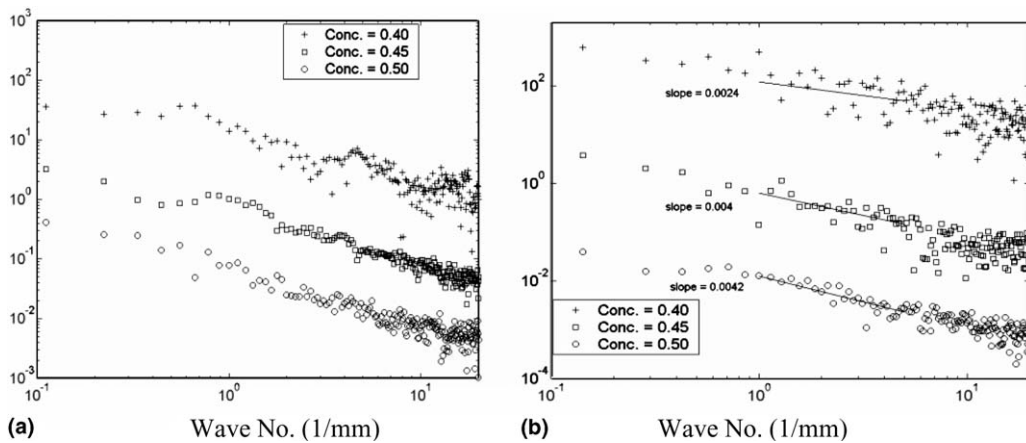 10^3
10^2
10^1
10^0
10^-1
10^-2
10^-3
10^-1
10^0
10^1
Conc. = 0.40
Conc. = 0.45
Conc. = 0.50
(a)
Wave No. (1/mm)
10^2
10^0
10^-2
10^-4
10^-1
10^0
10^1
slope = 0.0024
slope = 0.004
slope = 0.0042
Conc. = 0.40
Conc. = 0.45
Conc. = 0.50
(b)
Wave No. (1/mm)